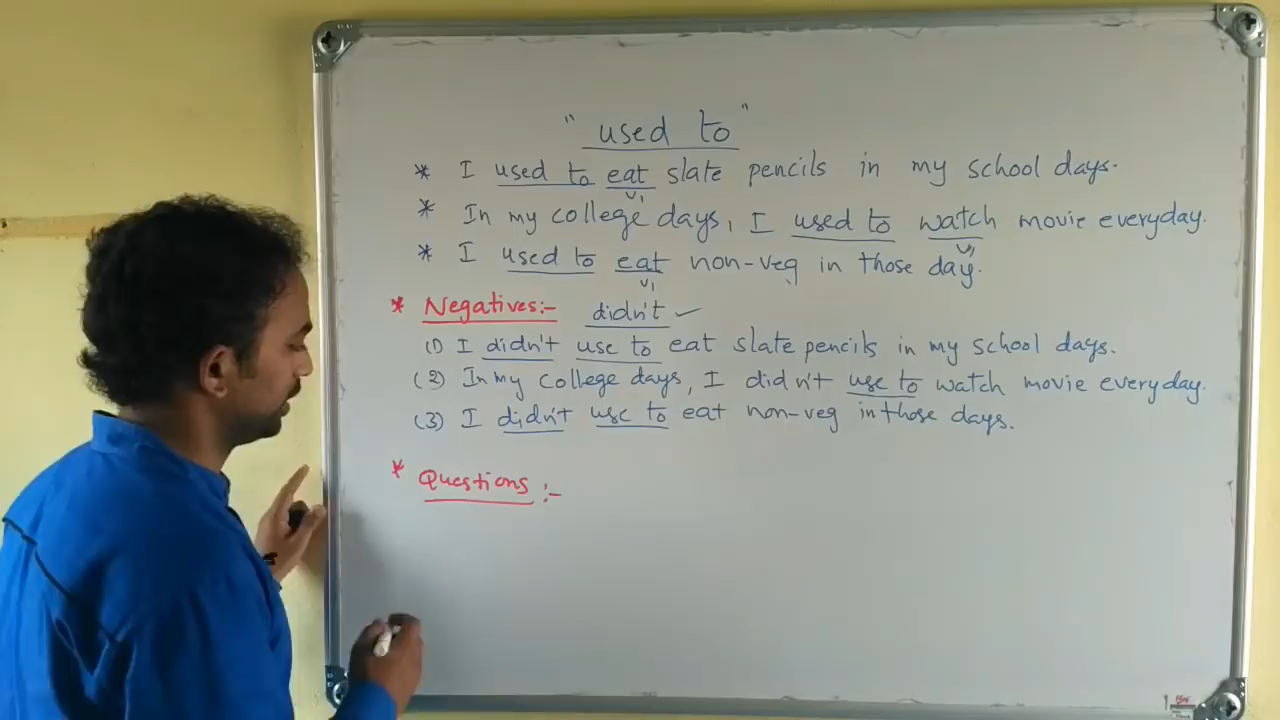 "used to"
* I used to eat slate pencils in my school days.
V1
* In my college days, I used to watch movie everyday.
V1
* I used to eat non-veg in those day.
V1
* Negatives:- didn't ✓
(1) I didn't use to eat slate pencils in my school days.
(2) In my college days, I didn't use to watch movie everyday.
(3) I didn't use to eat non-veg in those days.
* Questions:-